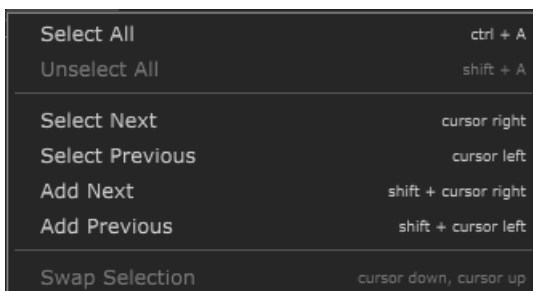 Select All ctrl + A
Unselect All shift + A
Select Next cursor right
Select Previous cursor left
Add Next shift + cursor right
Add Previous shift + cursor left
Swap Selection cursor down, cursor up